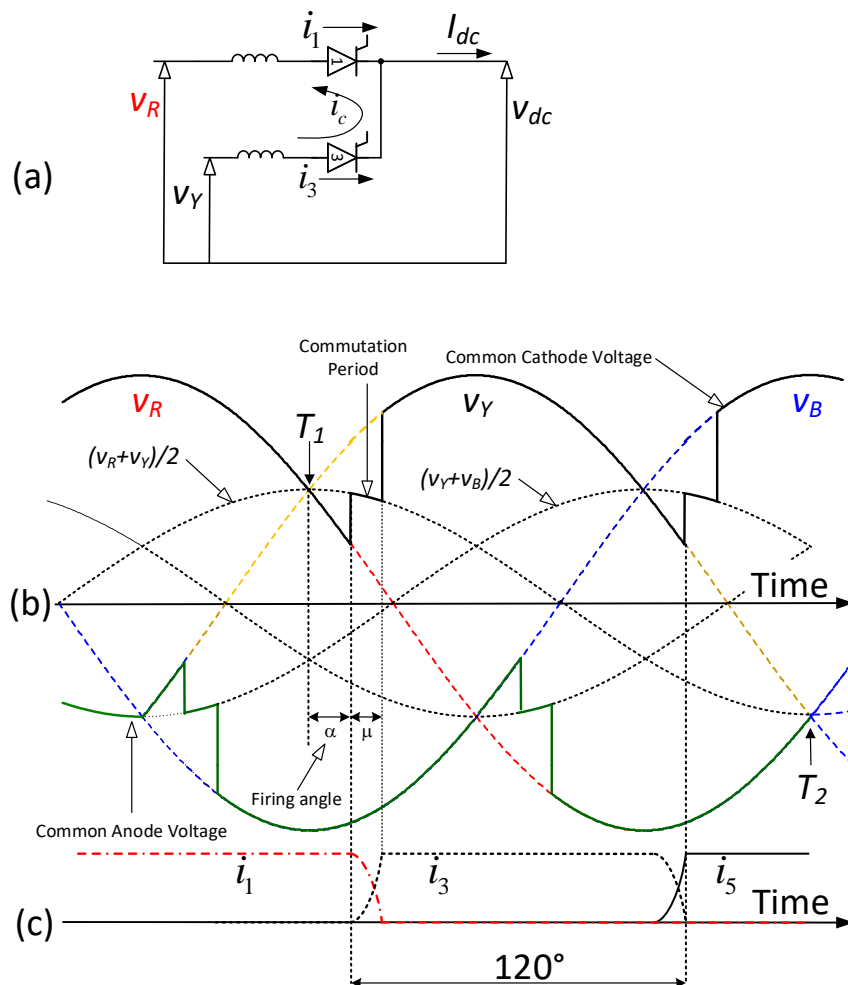 i1
Idc
1
vR
ic
vdc
3
(a)
vY
i3
Commutation
Period
Common Cathode Voltage
vR
vY
vB
T1
(vR+vY)/2
(vY+vB)/2
Time
(b)
α
μ
Firing angle
T2
Common Anode Voltage
i1
i3
i5
Time
(c)
120°